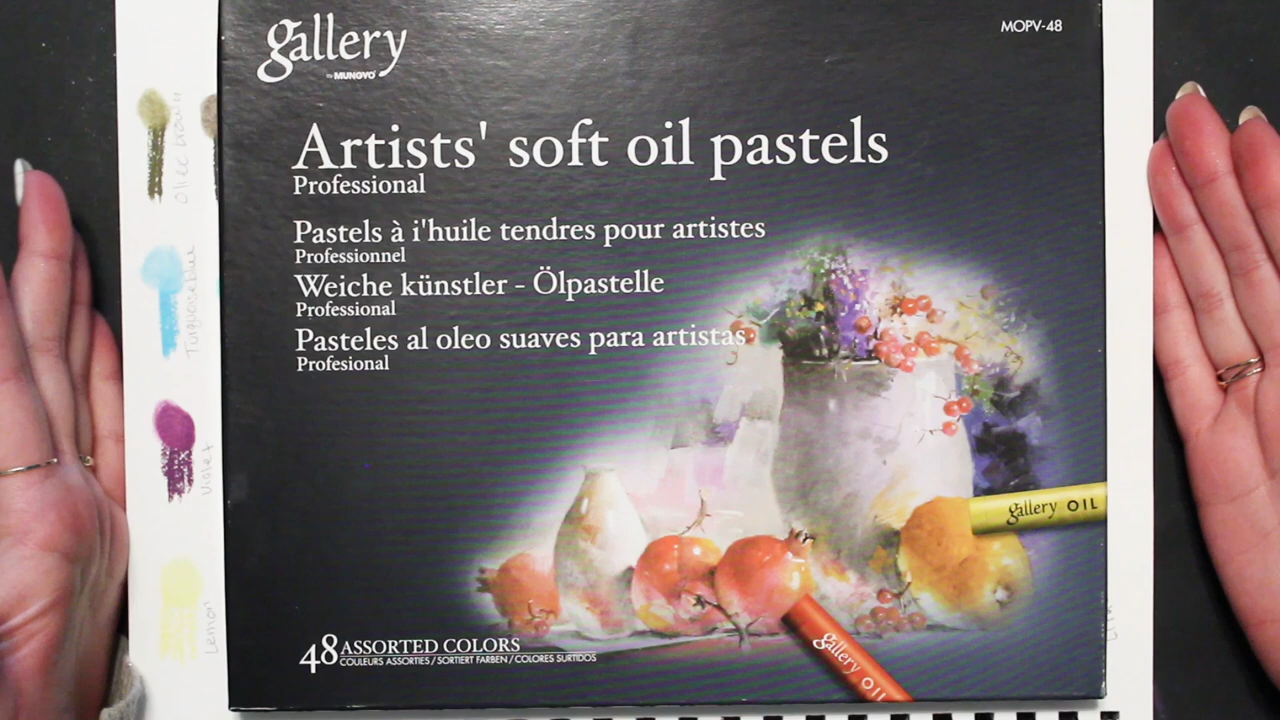 gallery
by MUNGYO
MOPV-48
Artists' soft oil pastels
Professional
Pastels à i'huile tendres pour artistes
Professionnel
Weiche künstler - Ölpastelle
Professional
Pasteles al oleo suaves para artistas
Profesional
gallery OIL
gallery OIL
48 ASSORTED COLORS
COULEURS ASSORTIES / SORTIERT FARBEN / COLORES SURTIDOS
Olive brown
Turquoise blue
Violet
Lemon